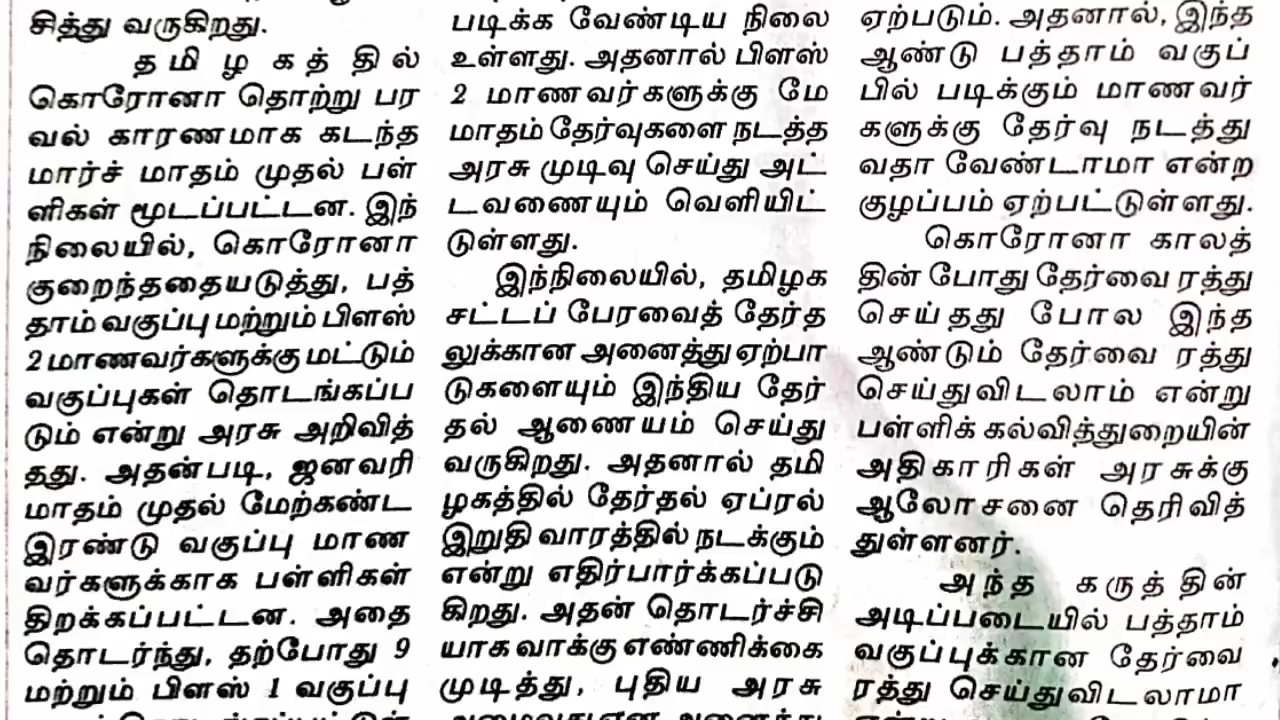 சித்து வருகிறது.
தமிழகத்தில்
கொரோனா தொற்று பர
வல் காரணமாக கடந்த
மார்ச் மாதம் முதல் பள்
ளிகள் மூடப்பட்டன. இந்
நிலையில், கொரோனா
குறைந்ததையடுத்து, பத்
தாம் வகுப்பு மற்றும் பிளஸ்
2 மாணவர்களுக்கு மட்டும்
வகுப்புகள் தொடங்கப்ப
டும் என்று அரசு அறிவித்
தது. அதன்படி, ஜனவரி
மாதம் முதல் மேற்கண்ட
இரண்டு வகுப்பு மாண
வர்களுக்காக பள்ளிகள்
திறக்கப்பட்டன. அதை
தொடர்ந்து, தற்போது 9
மற்றும் பிளஸ் 1 வகுப்பு
படிக்க வேண்டிய நிலை
உள்ளது. அதனால் பிளஸ்
2 மாணவர்களுக்கு மே
மாதம் தேர்வுகளை நடத்த
அரசு முடிவு செய்து அட்
டவணையும் வெளியிட்
டுள்ளது.
இந்நிலையில், தமிழக
சட்டப் பேரவைத் தேர்த
லுக்கான அனைத்து ஏற்பா
டுகளையும் இந்திய தேர்
தல் ஆணையம் செய்து
வருகிறது. அதனால் தமி
ழகத்தில் தேர்தல் ஏப்ரல்
இறுதி வாரத்தில் நடக்கும்
என்று எதிர்பார்க்கப்படு
கிறது. அதன் தொடர்ச்சி
யாக வாக்கு எண்ணிக்கை
முடித்து, புதிய அரசு
ஏற்படும். அதனால், இந்த
ஆண்டு பத்தாம் வகுப்
பில் படிக்கும் மாணவர்
களுக்கு தேர்வு நடத்து
வதா வேண்டாமா என்ற
குழப்பம் ஏற்பட்டுள்ளது.
கொரோனா காலத்
தின் போது தேர்வை ரத்து
செய்தது போல இந்த
ஆண்டும் தேர்வை ரத்து
செய்துவிடலாம் என்று
பள்ளிக் கல்வித்துறையின்
அதிகாரிகள் அரசுக்கு
ஆலோசனை தெரிவித்
துள்ளனர்.
அந்த கருத்தின்
அடிப்படையில் பத்தாம்
வகுப்புக்கான தேர்வை
ரத்து செய்துவிடலாமா